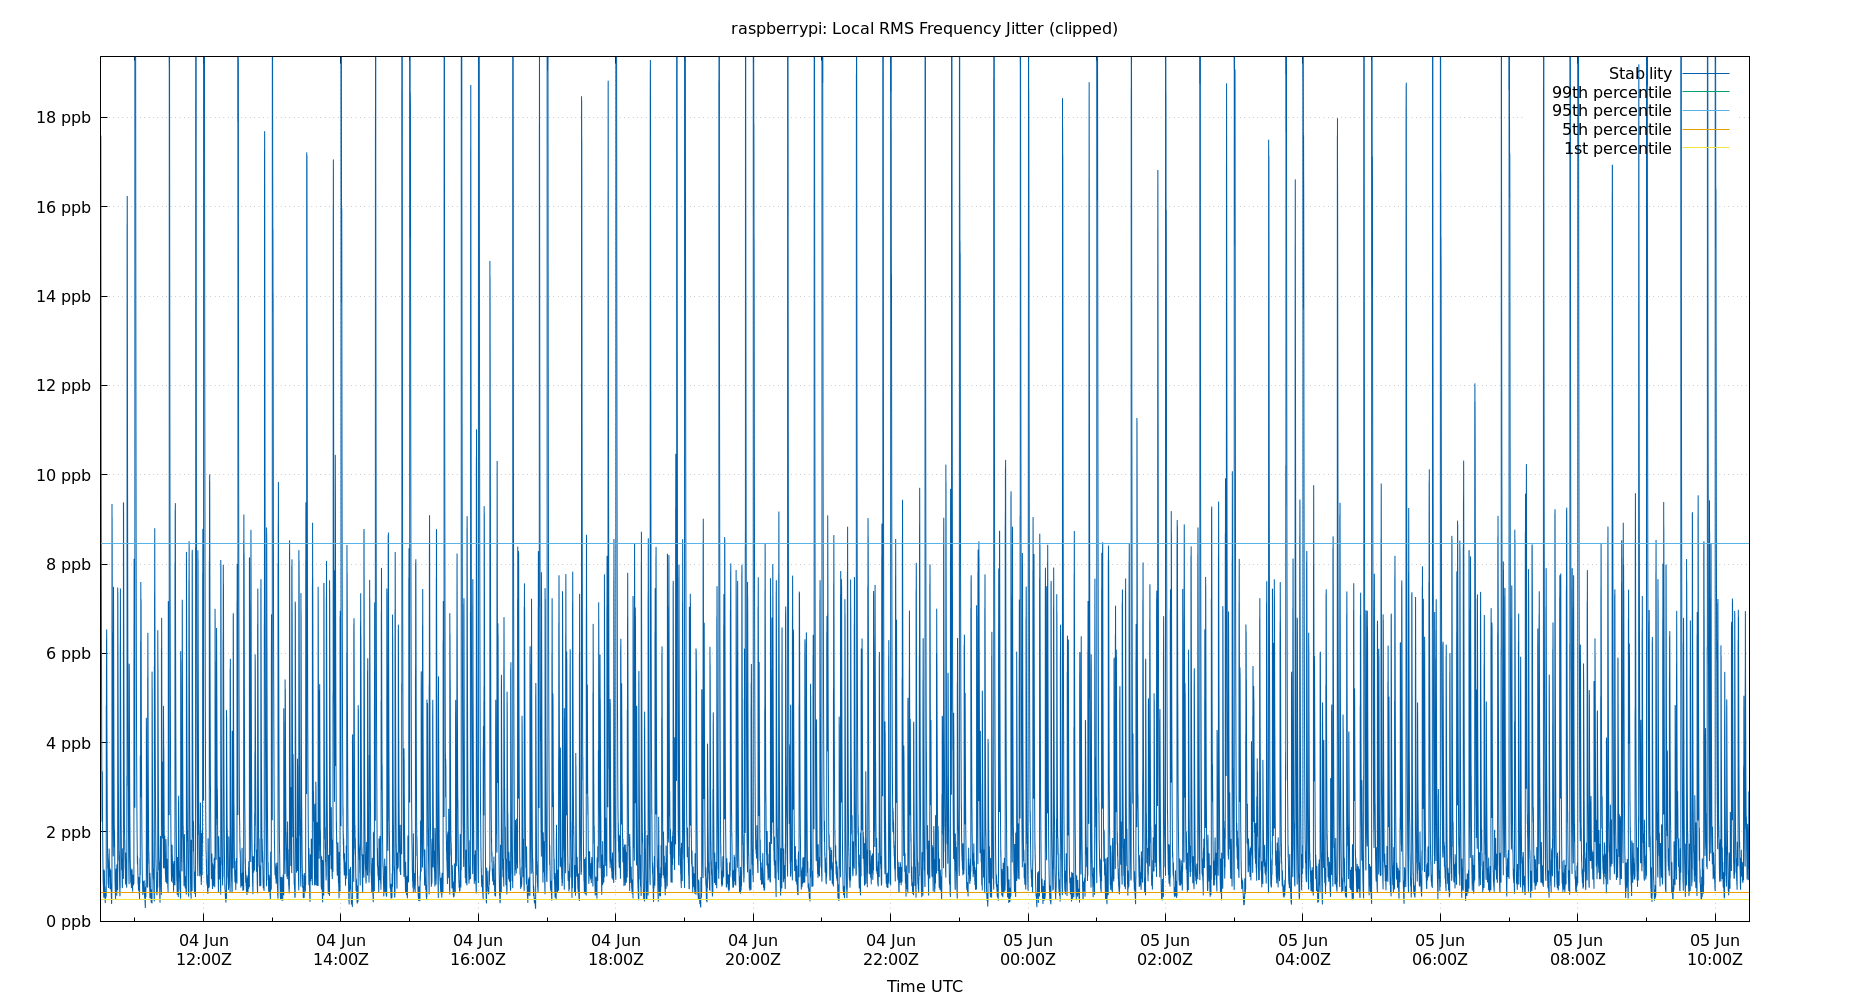 raspberrypi: Local RMS Frequency Jitter (clipped)
Stability
99th percentile
95th percentile
5th percentile
1st percentile
18 ppb
16 ppb
14 ppb
12 ppb
10 ppb
8 ppb
6 ppb
4 ppb
2 ppb
0 ppb
04 Jun 04 Jun 04 Jun 04 Jun 04 Jun 04 Jun 05 Jun 05 Jun 05 Jun 05 Jun 05 Jun 05 Jun
12:00Z 14:00Z 16:00Z 18:00Z 20:00Z 22:00Z 00:00Z 02:00Z 04:00Z 06:00Z 08:00Z 10:00Z
Time UTC